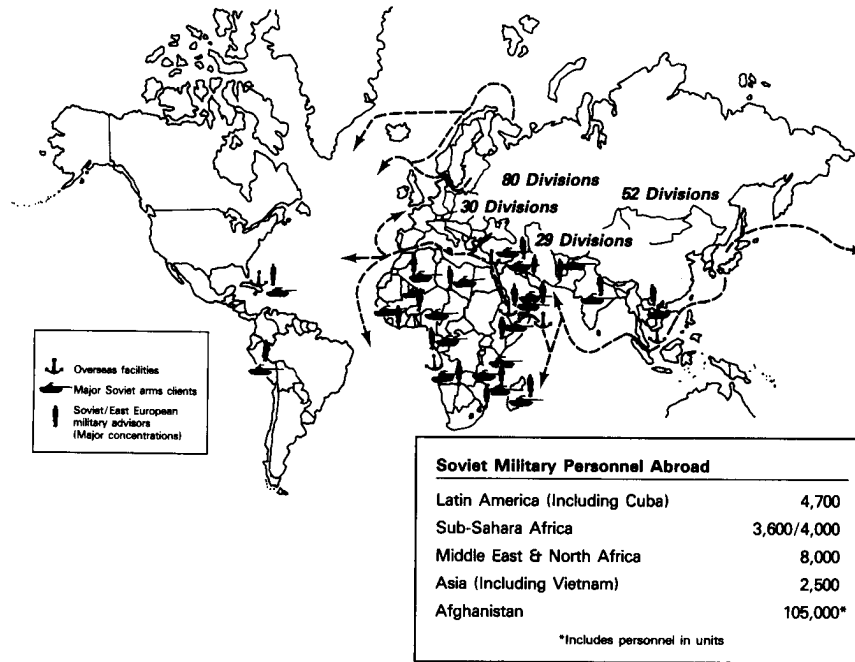 80 Divisions
52 Divisions
30 Divisions
29 Divisions
Overseas facilities
Major Soviet arms clients
Soviet/East European
military advisors
(Major concentrations)
Soviet Military Personnel Abroad
Latin America (Including Cuba) 4,700
Sub-Sahara Africa 3,600/4,000
Middle East & North Africa 8,000
Asia (Including Vietnam) 2,500
Afghanistan 105,000*
*Includes personnel in units